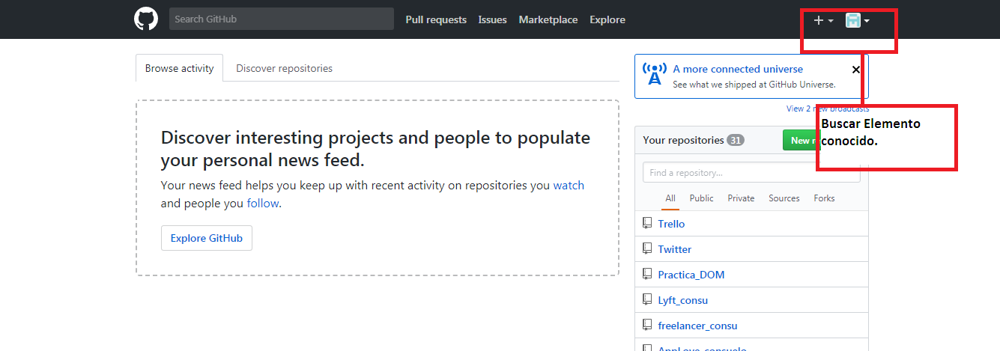 Search GitHub
Pull requests
Issues
Marketplace
Explore
Browse activity
Discover repositories
Discover interesting projects and people to populate
your personal news feed.
Your news feed helps you keep up with recent activity on repositories you watch
and people you follow.
Explore GitHub
A more connected universe
See what we shipped at GitHub Universe.
View 2 new broadcasts
Buscar Elemento
conocido.
Your repositories 31
New
Find a repository...
All
Public
Private
Sources
Forks
Trello
Twitter
Practica_DOM
Lyft_consu
freelancer_consu